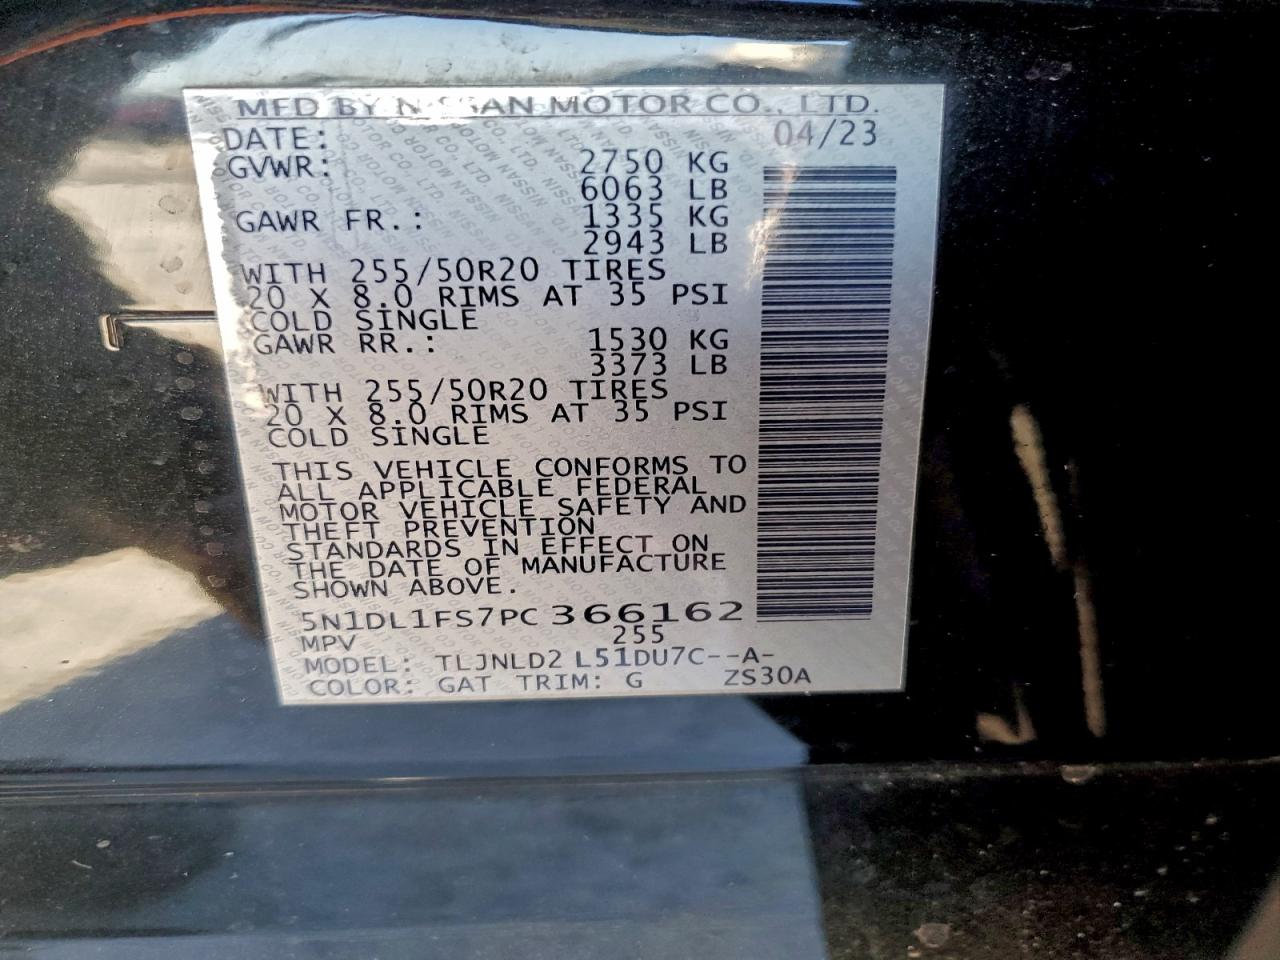 MFD BY NISSAN MOTOR CO., LTD.
DATE: 04/23
GVWR: 2750 KG
6063 LB
GAWR FR.: 1335 KG
2943 LB
WITH 255/50R20 TIRES
20 X 8.0 RIMS AT 35 PSI
COLD SINGLE
GAWR RR.: 1530 KG
3373 LB
WITH 255/50R20 TIRES
20 X 8.0 RIMS AT 35 PSI
COLD SINGLE
THIS VEHICLE CONFORMS TO
ALL APPLICABLE FEDERAL
MOTOR VEHICLE SAFETY AND
THEFT PREVENTION
STANDARDS IN EFFECT ON
THE DATE OF MANUFACTURE
SHOWN ABOVE.
5N1DL1FS7PC 366162
MPV 255
MODEL: TLJNLD2 L51DU7C--A-
COLOR: GAT TRIM: G ZS30A